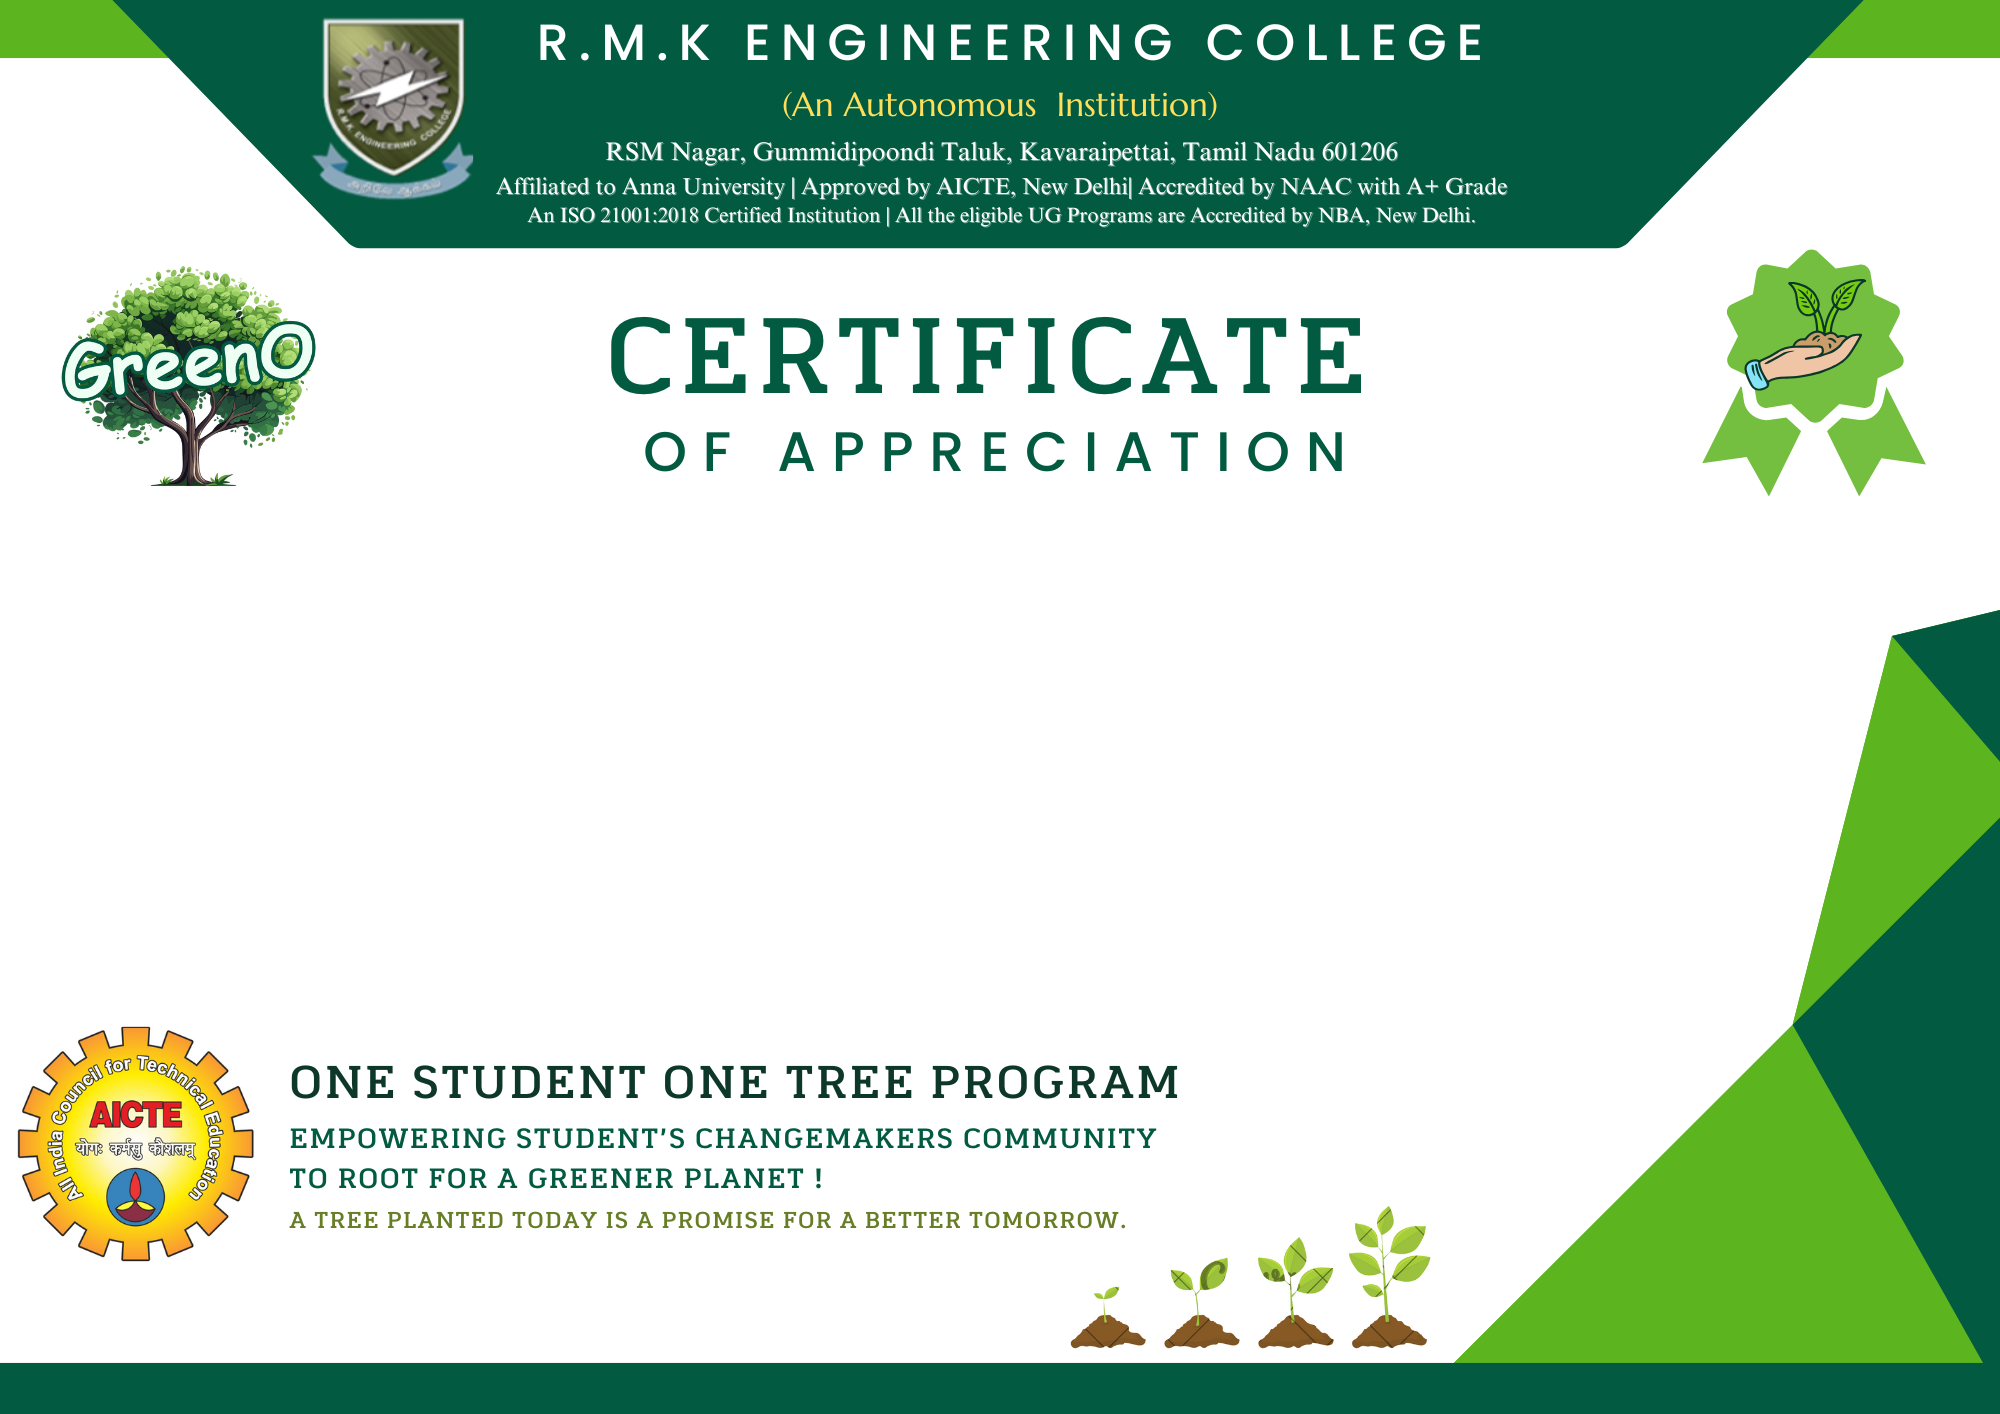 R.M.K ENGINEERING COLLEGE
(An Autonomous Institution)
RSM Nagar, Gummidipoondi Taluk, Kavaraipettai, Tamil Nadu 601206
Affiliated to Anna University | Approved by AICTE, New Delhi| Accredited by NAAC with A+ Grade
An ISO 21001:2018 Certified Institution | All the eligible UG Programs are Accredited by NBA, New Delhi.
R.M.K. ENGINEERING COLLEGE
GreenO
CERTIFICATE
OF APPRECIATION
All India Council for Technical Education
AICTE
योगः कर्मसु कौशलम्
ONE STUDENT ONE TREE PROGRAM
EMPOWERING STUDENT’S CHANGEMAKERS COMMUNITY
TO ROOT FOR A GREENER PLANET !
A TREE PLANTED TODAY IS A PROMISE FOR A BETTER TOMORROW.